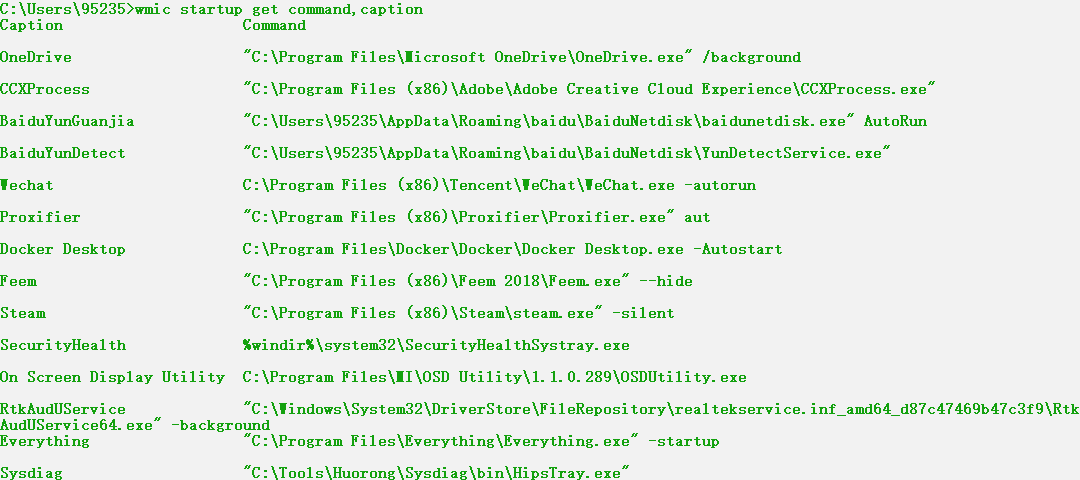 C:\Users\95235>wmic startup get command,caption
Caption Command
OneDrive "C:\Program Files\Microsoft OneDrive\OneDrive.exe" /background
CCXProcess "C:\Program Files (x86)\Adobe\Adobe Creative Cloud Experience\CCXProcess.exe"
BaiduYunGuanjia "C:\Users\95235\AppData\Roaming\baidu\BaiduNetdisk\baidunetdisk.exe" AutoRun
BaiduYunDetect "C:\Users\95235\AppData\Roaming\baidu\BaiduNetdisk\YunDetectService.exe"
Wechat C:\Program Files (x86)\Tencent\WeChat\WeChat.exe -autorun
Proxifier "C:\Program Files (x86)\Proxifier\Proxifier.exe" aut
Docker Desktop C:\Program Files\Docker\Docker\Docker Desktop.exe -Autostart
Feem "C:\Program Files (x86)\Feem 2018\Feem.exe" --hide
Steam "C:\Program Files (x86)\Steam\steam.exe" -silent
SecurityHealth %windir%\system32\SecurityHealthSystray.exe
On Screen Display Utility C:\Program Files\MI\OSD Utility\1.1.0.289\OSDUtility.exe
RtkAudUService "C:\Windows\System32\DriverStore\FileRepository\realtekservice.inf_amd64_d87c47469b47c3f9\Rtk
AudUService64.exe" -background
Everything "C:\Program Files\Everything\Everything.exe" -startup
Sysdiag "C:\Tools\Huorong\Sysdiag\bin\HipsTray.exe"